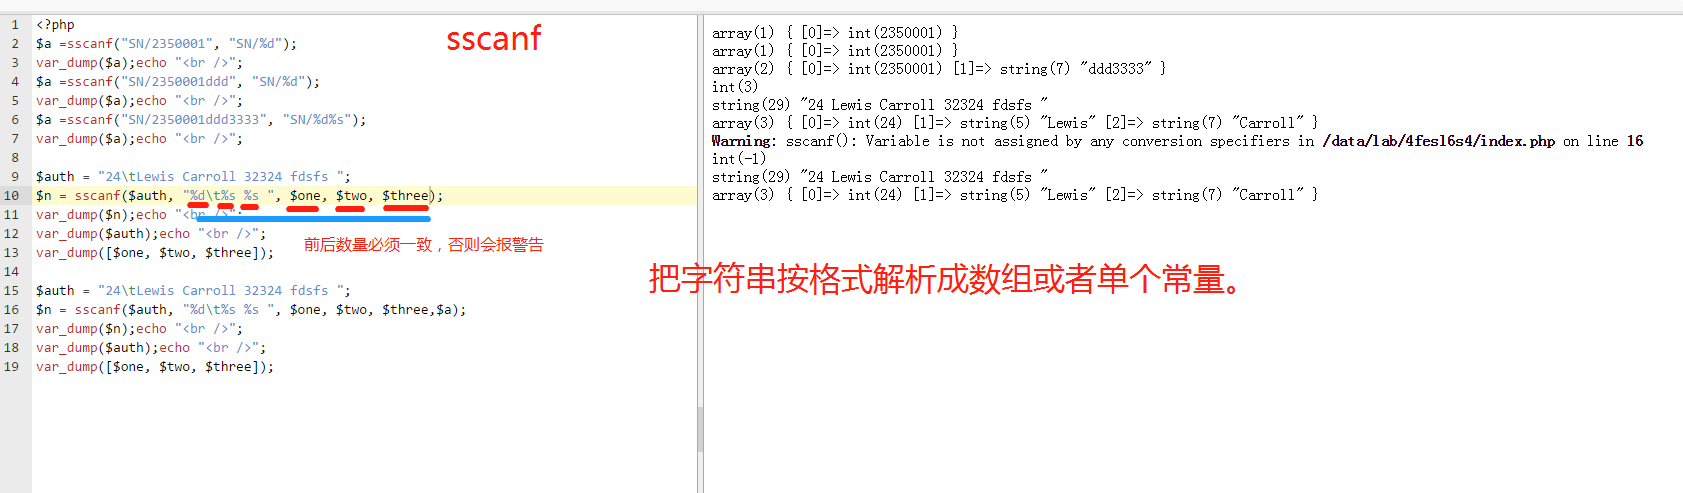 1 <?php
2 $a =sscanf("SN/2350001", "SN/%d");
3 var_dump($a);echo "<br />";
4 $a =sscanf("SN/2350001ddd", "SN/%d");
5 var_dump($a);echo "<br />";
6 $a =sscanf("SN/2350001ddd3333", "SN/%d%s");
7 var_dump($a);echo "<br />";
8
9 $auth = "24\tLewis Carroll 32324 fdsfs ";
10 $n = sscanf($auth, "%d\t%s %s ", $one, $two, $three);
11 var_dump($n);echo "<br />";
12 var_dump($auth);echo "<br />";
13 var_dump([$one, $two, $three]);
14
15 $auth = "24\tLewis Carroll 32324 fdsfs ";
16 $n = sscanf($auth, "%d\t%s %s ", $one, $two, $three,$a);
17 var_dump($n);echo "<br />";
18 var_dump($auth);echo "<br />";
19 var_dump([$one, $two, $three]);
sscanf
前后数量必须一致，否则会报警告
array(1) { [0]=> int(2350001) }
array(1) { [0]=> int(2350001) }
array(2) { [0]=> int(2350001) [1]=> string(7) "ddd3333" }
int(3)
string(29) "24 Lewis Carroll 32324 fdsfs "
array(3) { [0]=> int(24) [1]=> string(5) "Lewis" [2]=> string(7) "Carroll" }
Warning: sscanf(): Variable is not assigned by any conversion specifiers in /data/lab/4fesl6s4/index.php on line 16
int(-1)
string(29) "24 Lewis Carroll 32324 fdsfs "
array(3) { [0]=> int(24) [1]=> string(5) "Lewis" [2]=> string(7) "Carroll" }
把字符串按格式解析成数组或者单个常量。